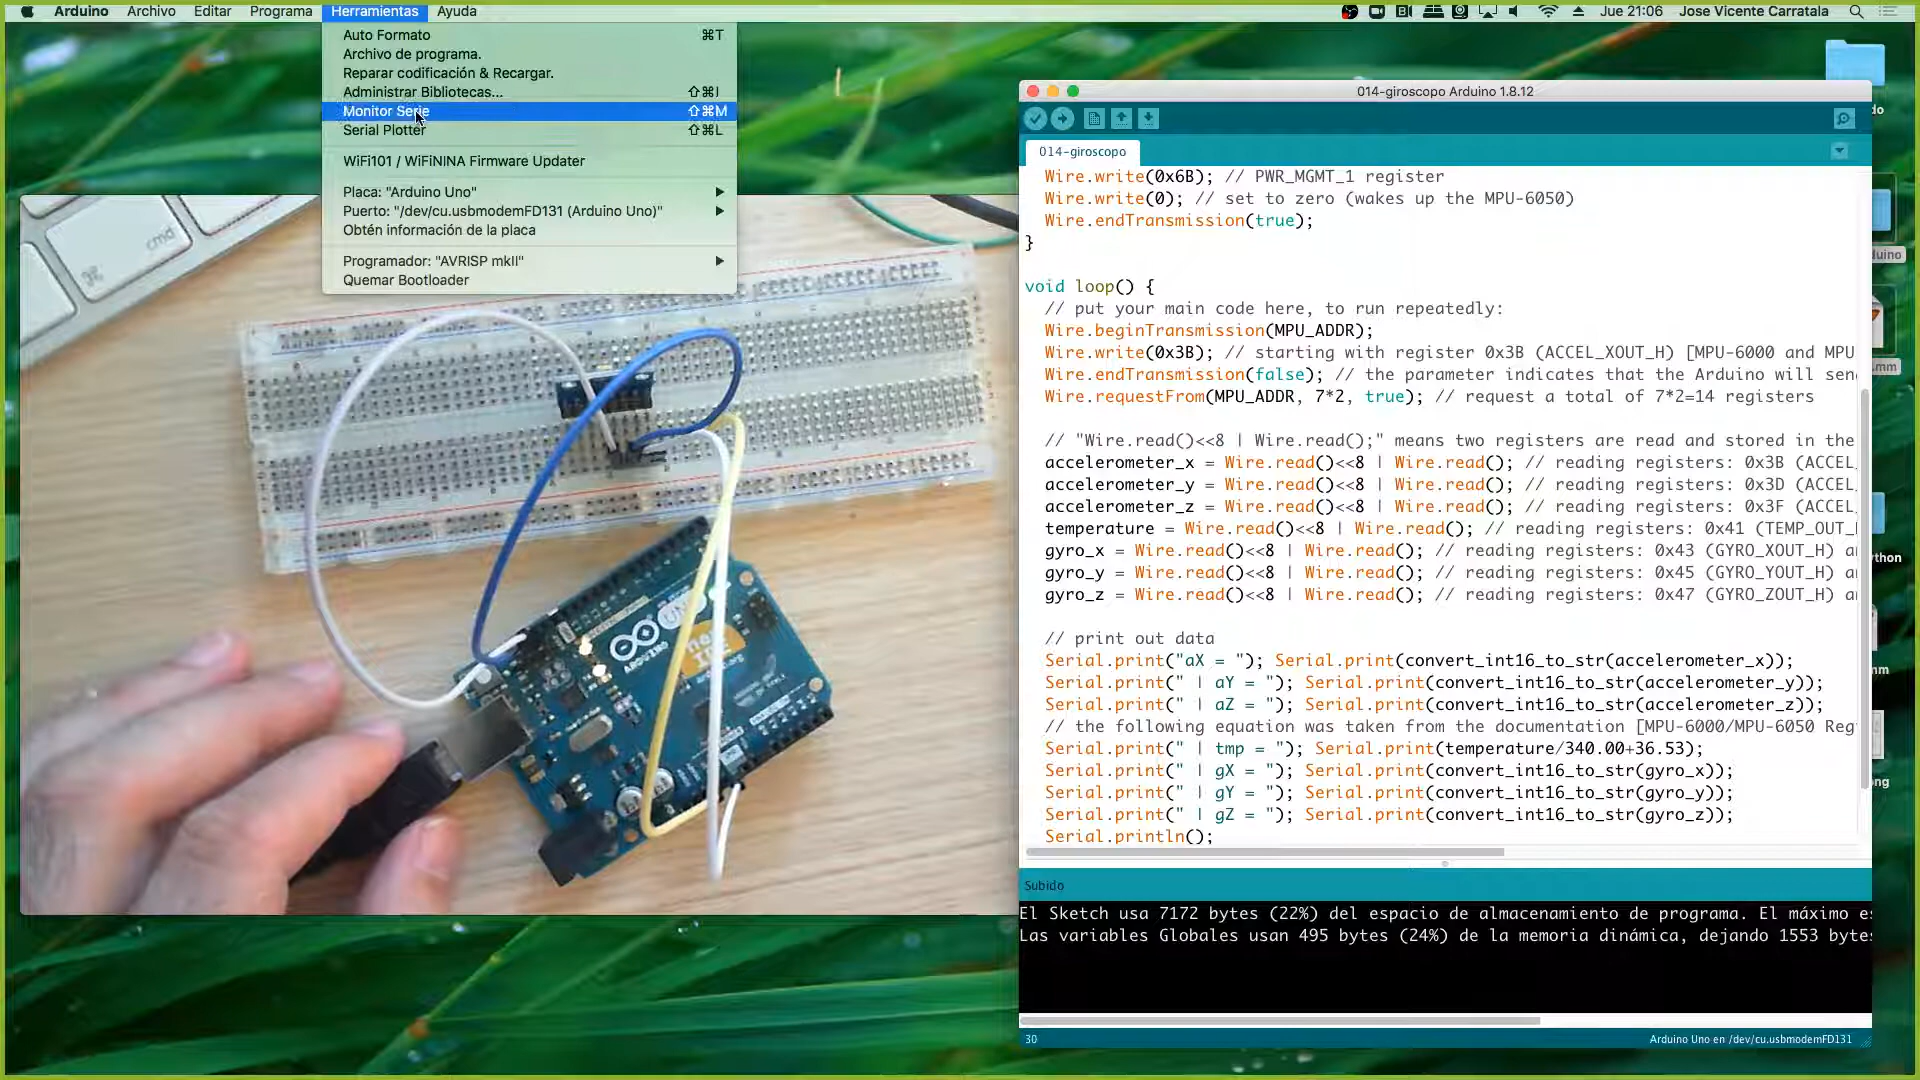 Arduino Archivo Editar Programa Herramientas Ayuda
Jue 21:06 Jose Vicente Carratala
Auto Formato ⌘T
Archivo de programa.
Reparar codificación & Recargar.
Administrar Bibliotecas... ⇧⌘I
Monitor Serie ⇧⌘M
Serial Plotter ⇧⌘L
WiFi101 / WiFiNINA Firmware Updater
Placa: "Arduino Uno"
Puerto: "/dev/cu.usbmodemFD131 (Arduino Uno)"
Obtén información de la placa
Programador: "AVRISP mkII"
Quemar Bootloader
cmd
⌘
ARDUINO
014-giroscopo Arduino 1.8.12
014-giroscopo
Wire.write(0x6B); // PWR_MGMT_1 register
Wire.write(0); // set to zero (wakes up the MPU-6050)
Wire.endTransmission(true);
}
void loop() {
// put your main code here, to run repeatedly:
Wire.beginTransmission(MPU_ADDR);
Wire.write(0x3B); // starting with register 0x3B (ACCEL_XOUT_H) [MPU-6000 and MPU
Wire.endTransmission(false); // the parameter indicates that the Arduino will sen
Wire.requestFrom(MPU_ADDR, 7*2, true); // request a total of 7*2=14 registers
// "Wire.read()<<8 | Wire.read();" means two registers are read and stored in the
accelerometer_x = Wire.read()<<8 | Wire.read(); // reading registers: 0x3B (ACCEL_
accelerometer_y = Wire.read()<<8 | Wire.read(); // reading registers: 0x3D (ACCEL_
accelerometer_z = Wire.read()<<8 | Wire.read(); // reading registers: 0x3F (ACCEL_
temperature = Wire.read()<<8 | Wire.read(); // reading registers: 0x41 (TEMP_OUT_
gyro_x = Wire.read()<<8 | Wire.read(); // reading registers: 0x43 (GYRO_XOUT_H) a
gyro_y = Wire.read()<<8 | Wire.read(); // reading registers: 0x45 (GYRO_YOUT_H) a
gyro_z = Wire.read()<<8 | Wire.read(); // reading registers: 0x47 (GYRO_ZOUT_H) a
// print out data
Serial.print("aX = "); Serial.print(convert_int16_to_str(accelerometer_x));
Serial.print(" | aY = "); Serial.print(convert_int16_to_str(accelerometer_y));
Serial.print(" | aZ = "); Serial.print(convert_int16_to_str(accelerometer_z));
// the following equation was taken from the documentation [MPU-6000/MPU-6050 Reg
Serial.print(" | tmp = "); Serial.print(temperature/340.00+36.53);
Serial.print(" | gX = "); Serial.print(convert_int16_to_str(gyro_x));
Serial.print(" | gY = "); Serial.print(convert_int16_to_str(gyro_y));
Serial.print(" | gZ = "); Serial.print(convert_int16_to_str(gyro_z));
Serial.println();
Subido
El Sketch usa 7172 bytes (22%) del espacio de almacenamiento de programa. El máximo es
Las variables Globales usan 495 bytes (24%) de la memoria dinámica, dejando 1553 bytes
30
Arduino Uno en /dev/cu.usbmodemFD131